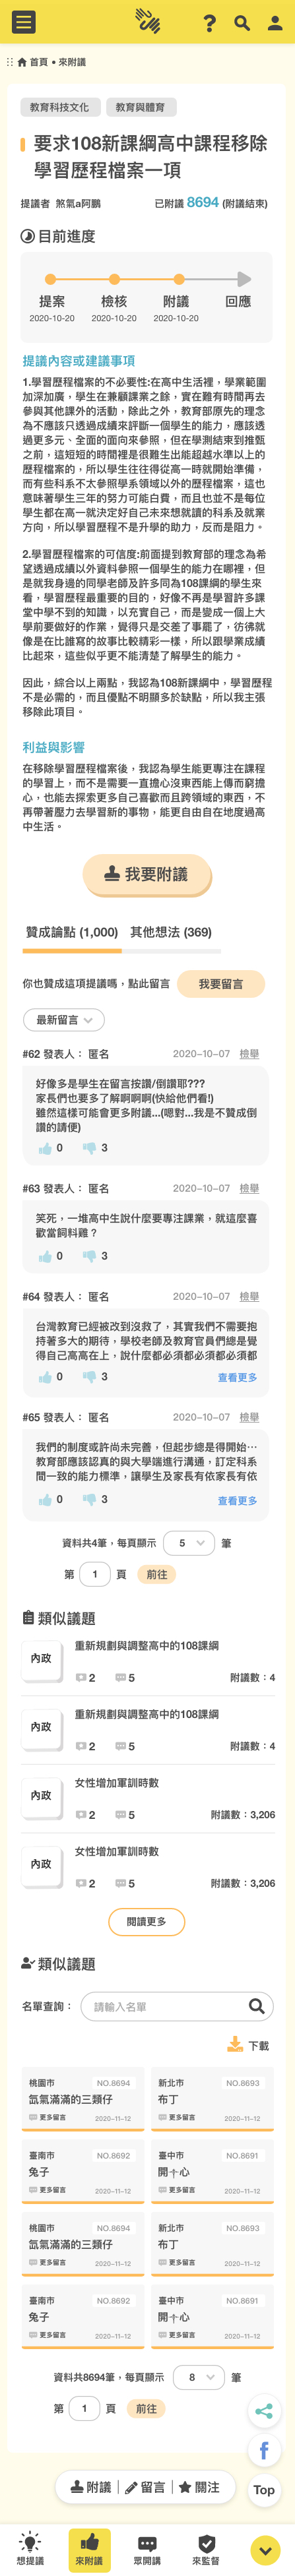 首頁 • 來附議
教育科技文化 教育與體育
要求108新課綱高中課程移除
學習歷程檔案一項
提議者 無氣a阿鵬 已附議 8694 (附議結束)
目前進度
提案 檢核 附議 回應
2020-10-20 2020-10-20 2020-10-20
提議內容或建議事項
1.學習歷程檔案的不必要性:在高中生活裡，學業範圍
加深加廣，學生在兼顧課業之餘，實在難有時間再去
參與其他課外的活動，除此之外，教育部原先的理念
為不應該只透過成績來評斷一個學生的能力，應該透
過更多元、全面的面向來參照，但在學測結束到推甄
之前，這短短的時間裡是很難生出能超越水準以上的
歷程檔案的，所以學生往往得從高一時就開始準備，
而有些科系不太參照學系領域以外的歷程檔案，這也
意味著學生三年的努力可能白費，而且也並不是每位
學生都在高一就決定好自己未來想就讀的科系及就業
方向，所以學習歷程不是升學的助力，反而是阻力。
2.學習歷程檔案的可信度:前面提到教育部的理念為希
望透過成績以外資料參照一個學生的能力在哪裡，但
是就我身邊的同學老師及許多同為108課綱的學生來
看，學習歷程最重要的目的，好像不再是學習許多課
堂中學不到的知識，以充實自己，而是變成一個上大
學前要做好的作業，覺得只是交差了事罷了，彷彿就
像是在比誰寫的故事比較精彩一樣，所以跟學業成績
比起來，這些似乎更不能清楚了解學生的能力。
因此，綜合以上兩點，我認為108新課綱中，學習歷程
不是必需的，而且優點不明顯多於缺點，所以我主張
移除此項目。
利益與影響
在移除學習歷程檔案後，我認為學生能更專注在課程
的學習上，而不是需要一直擔心沒東西能上傳而窮擔
心，也能去探索更多自己喜歡而且跨領域的東西，不
再帶著壓力去學習新的事物，能更自由自在地度過高
中生活。
我要附議
贊成論點 (1,000) 其他想法 (369)
你也贊成這項提議嗎，點此留言 我要留言
最新留言
#62 發表人： 匿名 2020-10-07 檢舉
好像多是學生在留言按讚/倒讚耶???
家長們也要多了解啊啊啊(快給他們看!)
雖然這樣可能會更多附議...(嗯對...我是不贊成倒
讚的請便)
0 3
#63 發表人： 匿名 2020-10-07 檢舉
笑死，一堆高中生說什麼要專注課業，就這麼喜
歡當飼料雞？
0 3
#64 發表人： 匿名 2020-10-07 檢舉
台灣教育已經被改到沒救了，其實我們不需要抱
持著多大的期待，學校老師及教育官員們總是覺
得自己高高在上，說什麼都必須都必須都必須都
0 3 查看更多
#65 發表人： 匿名 2020-10-07 檢舉
我們的制度或許尚未完善，但起步總是得開始…
教育部應該認真的與大學端進行溝通，訂定科系
間一致的能力標準，讓學生及家長有依家長有依
0 3 查看更多
資料共4筆，每頁顯示 5 筆
第 1 頁 前往
類似議題
重新規劃與調整高中的108課綱
內政
2 5 附議數：4
重新規劃與調整高中的108課綱
內政
2 5 附議數：4
女性增加軍訓時數
內政
2 5 附議數：3,206
女性增加軍訓時數
內政
2 5 附議數：3,206
閱讀更多
類似議題
名單查詢： 請輸入名單
下載
桃園市 NO.8694 新北市 NO.8693
氙氣滿滿的三類仔 布丁
更多留言 2020-11-12 更多留言 2020-11-12
臺南市 NO.8692 臺中市 NO.8691
兔子 開╶╁╴心
更多留言 2020-11-12 更多留言 2020-11-12
桃園市 NO.8694 新北市 NO.8693
氙氣滿滿的三類仔 布丁
更多留言 2020-11-12 更多留言 2020-11-12
臺南市 NO.8692 臺中市 NO.8691
兔子 開╶╁╴心
更多留言 2020-11-12 更多留言 2020-11-12
資料共8694筆，每頁顯示 8 筆
第 1 頁 前往
附議 | 留言 | 關注
Top
想提議 來附議 眾開講 來監督